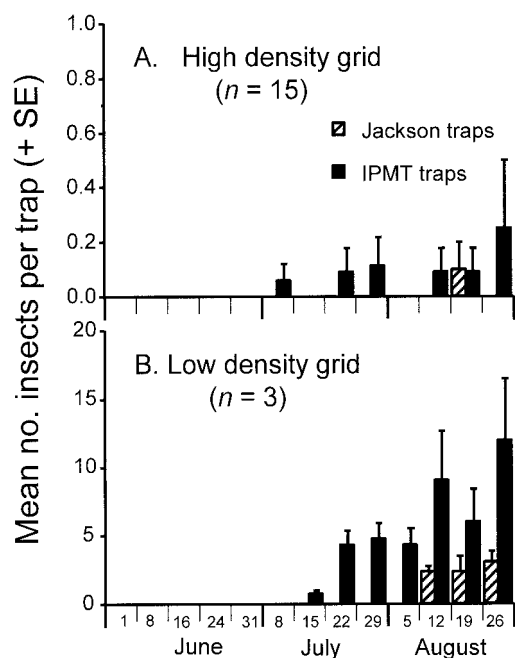 Mean no. insects per trap (+ SE)
1.0
0.8
0.6
0.4
0.2
0.0
A. High density grid
(n = 15)
Jackson traps
IPMT traps
20
15
10
5
0
B. Low density grid
(n = 3)
1 8 16 24 31 8 15 22 29 5 12 19 26
June July August